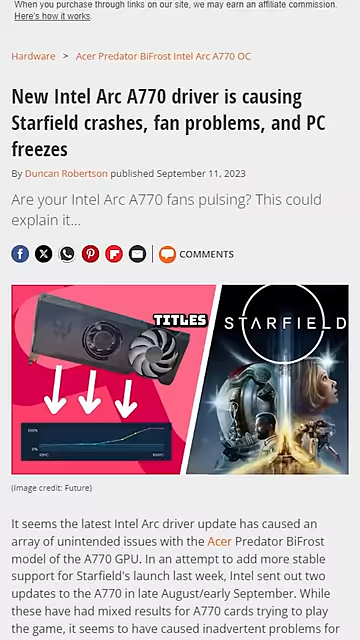 When you purchase through links on our site, we may earn an affiliate commission.
Here's how it works.
Hardware > Acer Predator BiFrost Intel Arc A770 OC
New Intel Arc A770 driver is causing
Starfield crashes, fan problems, and PC
freezes
By Duncan Robertson published September 11, 2023
Are your Intel Arc A770 fans pulsing? This could
explain it...
COMMENTS
TITLES
STARFIELD
100%
0%
100°C
(Image credit: Future)
It seems the latest Intel Arc driver update has caused an
array of unintended issues with the Acer Predator BiFrost
model of the A770 GPU. In an attempt to add more stable
support for Starfield's launch last week, Intel sent out two
updates to the A770 in late August/early September. While
these have had mixed results for A770 cards trying to play
the game, it seems to have caused inadvertent problems for